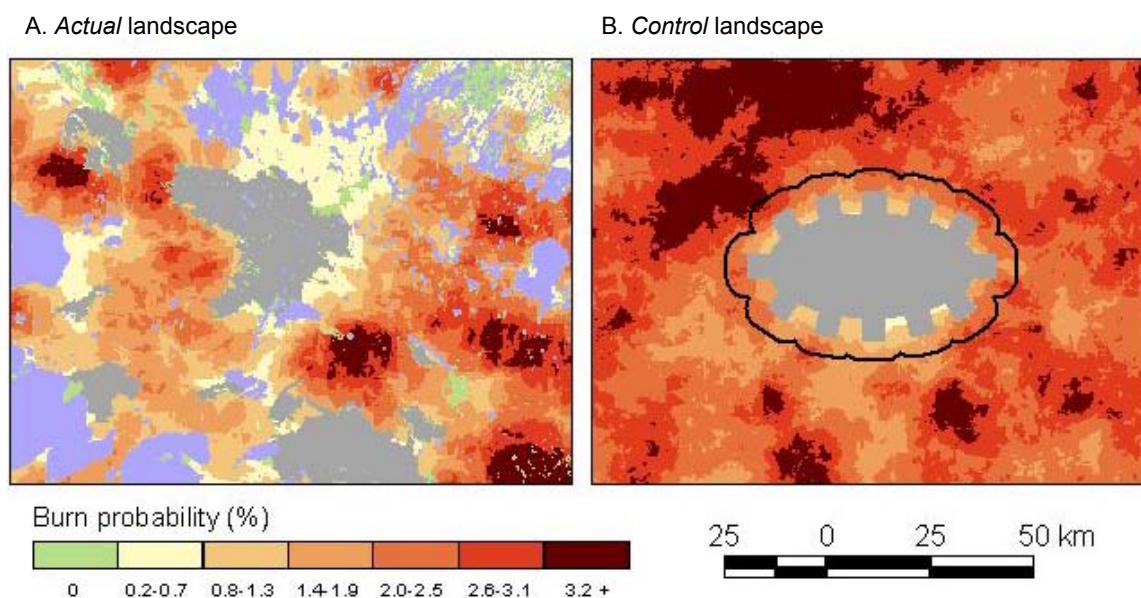 A. Actual landscape
B. Control landscape
Burn probability (%)
0 0.2-0.7 0.8-1.3 1.4-1.9 2.0-2.5 2.6-3.1 3.2 +
25 0 25 50 km